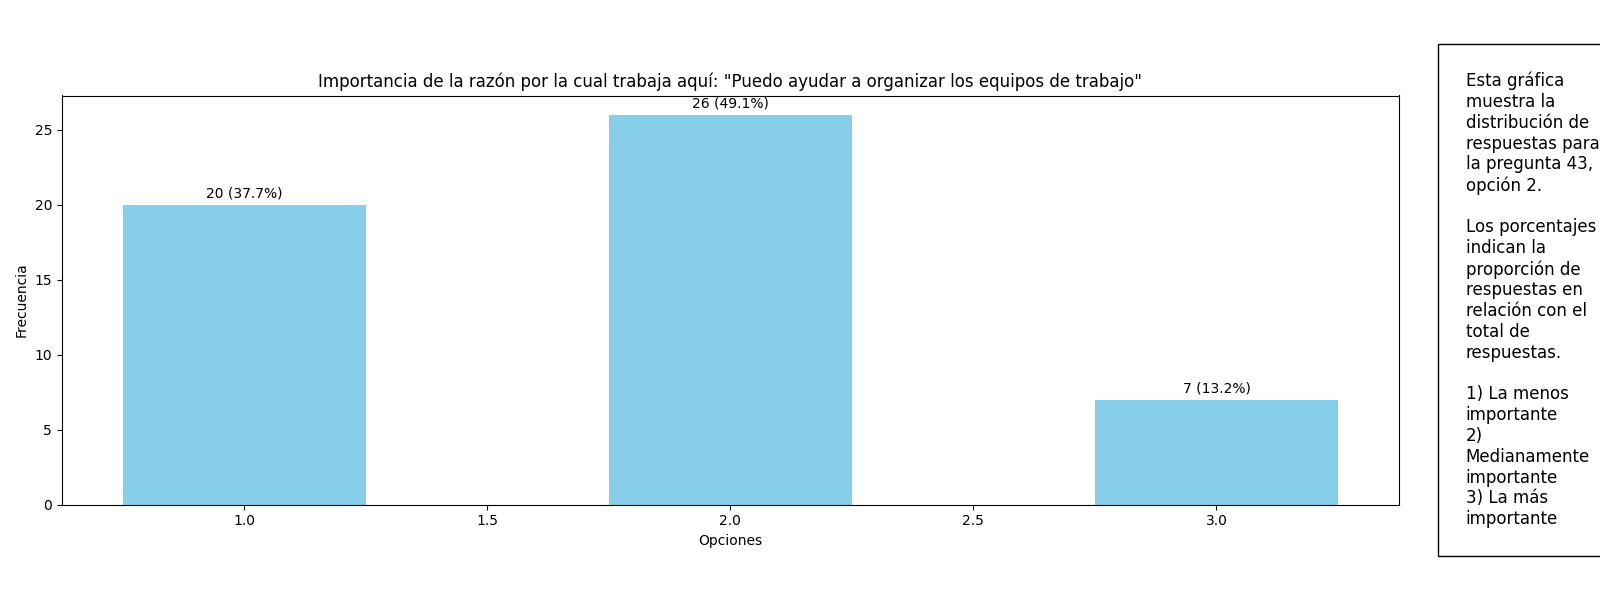 Importancia de la razón por la cual trabaja aquí: "Puedo ayudar a organizar los equipos de trabajo"
26 (49.1%)
20 (37.7%)
7 (13.2%)
25
20
15
10
5
0
Frecuencia
1.0
1.5
2.0
2.5
3.0
Opciones
Esta gráfica
muestra la
distribución de
respuestas para
la pregunta 43,
opción 2.
Los porcentajes
indican la
proporción de
respuestas en
relación con el
total de
respuestas.
1) La menos
importante
2)
Medianamente
importante
3) La más
importante